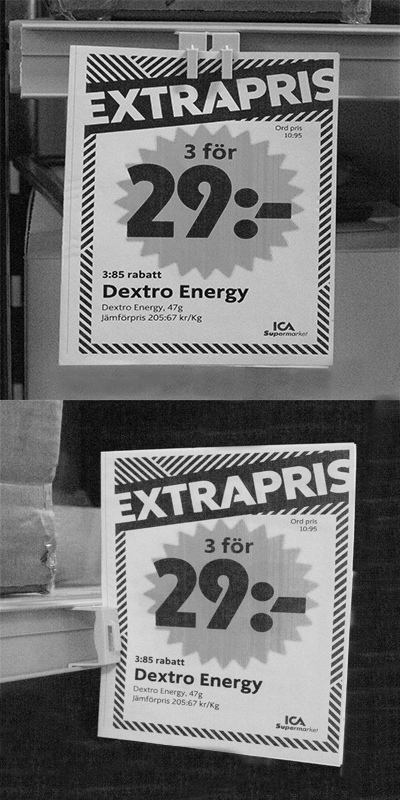 EXTRAPRIS
Ord pris
10:95
3 för
29:-
3:85 rabatt
Dextro Energy
Dextro Energy, 47g
Jämförpris 205:67 kr/Kg
ICA
Supermarket
EXTRAPRIS
Ord pris
10:95
3 för
29:-
3:85 rabatt
Dextro Energy
Dextro Energy, 47g
Jämförpris 205:67 kr/Kg
ICA
Supermarket